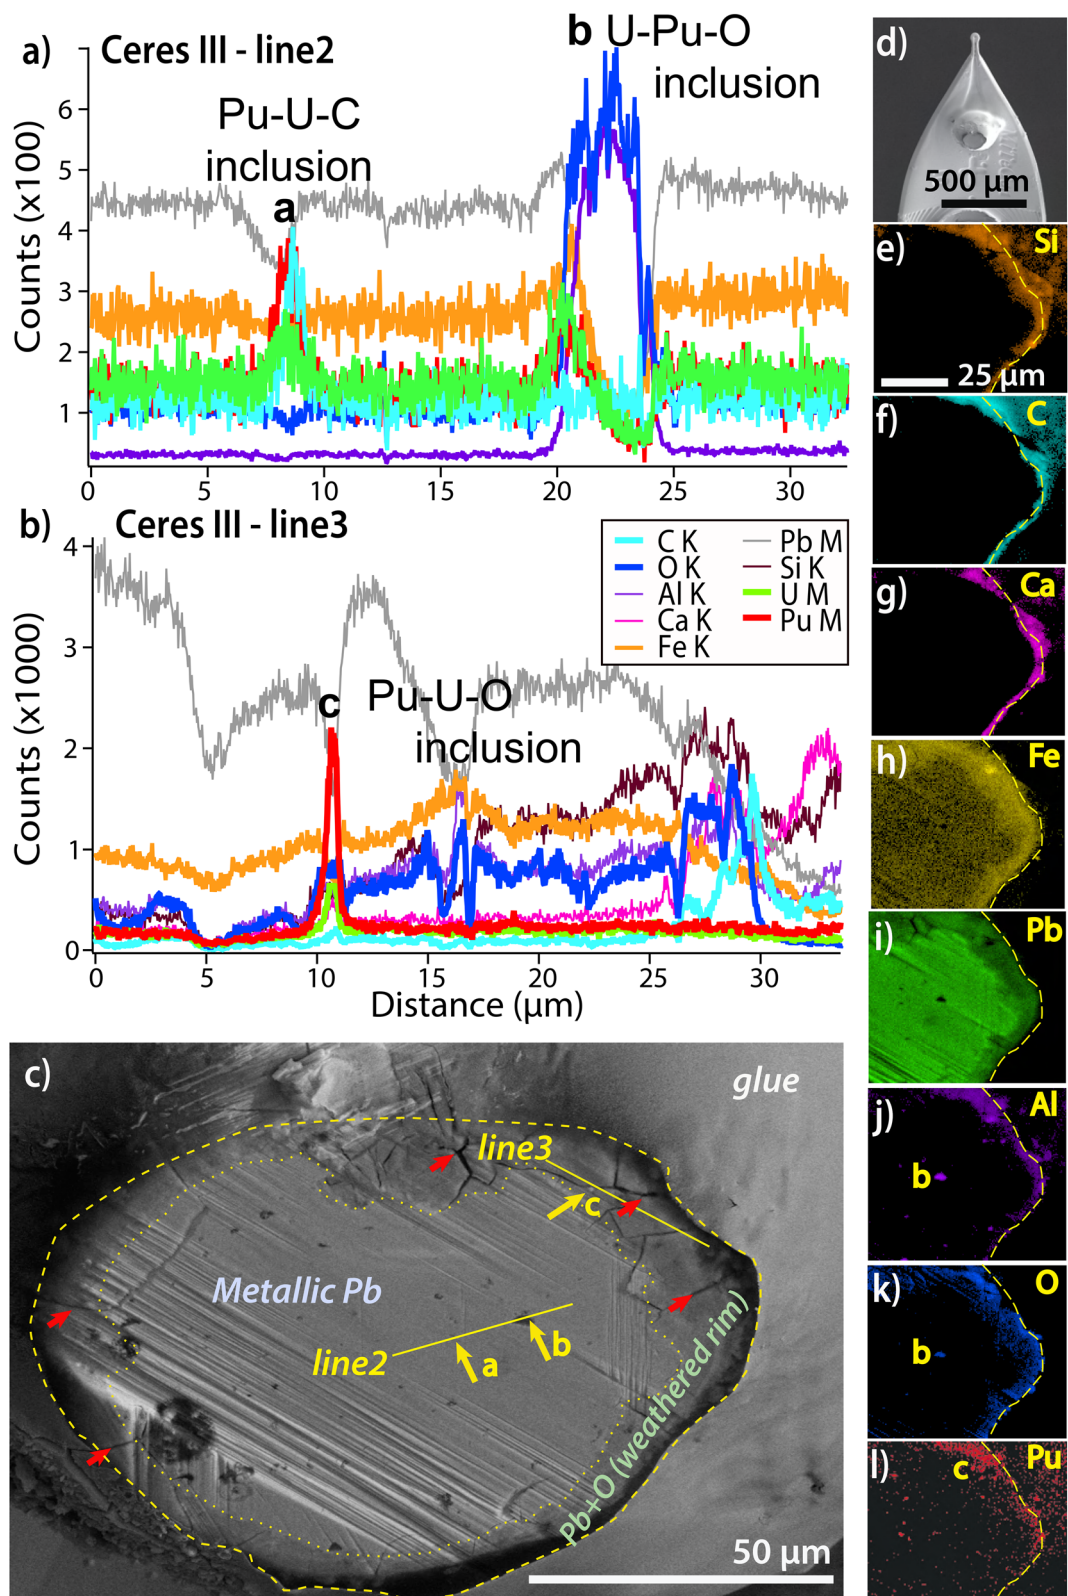 a) Ceres III - line2
b U-Pu-O
inclusion
Pu-U-C
inclusion
a
Counts (x100)
6
5
4
3
2
1
0 5 10 15 20 25 30
b) Ceres III - line3
C K
O K
Al K
Ca K
Fe K
Pb M
Si K
U M
Pu M
c Pu-U-O
inclusion
Counts (x1000)
4
3
2
1
0
0 5 10 15 20 25 30
Distance (µm)
c)
glue
line3
c
Metallic Pb
line2
a
b
Pb+O (weathered rim)
50 µm
d)
500 µm
e) Si
25 µm
f) C
g) Ca
h) Fe
i) Pb
j) Al
b
k) O
b
l) Pu
c